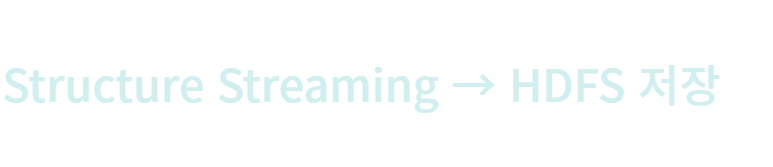 Structure Streaming → HDFS 저장